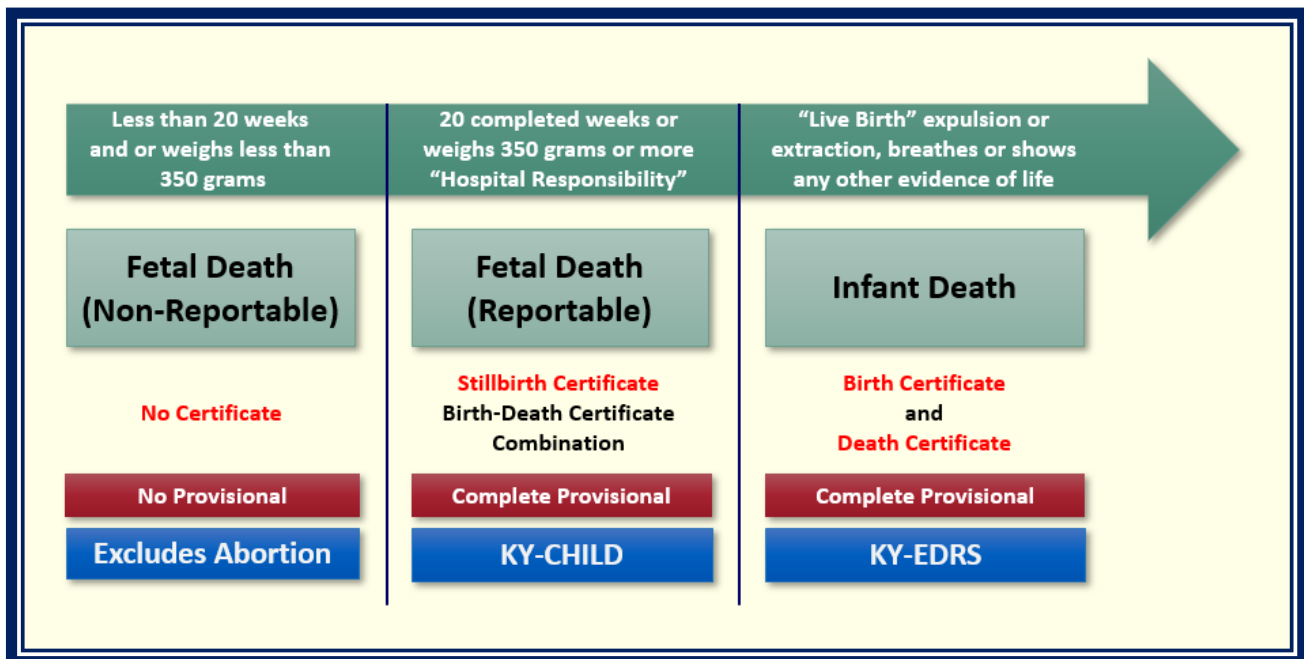 Less than 20 weeks
and or weighs less than
350 grams
20 completed weeks or
weighs 350 grams or more
“Hospital Responsibility”
“Live Birth” expulsion or
extraction, breathes or shows
any other evidence of life
Fetal Death
(Non-Reportable)
Fetal Death
(Reportable)
Infant Death
No Certificate
Stillbirth Certificate
Birth-Death Certificate
Combination
Birth Certificate
and
Death Certificate
No Provisional
Complete Provisional
Complete Provisional
Excludes Abortion
KY-CHILD
KY-EDRS